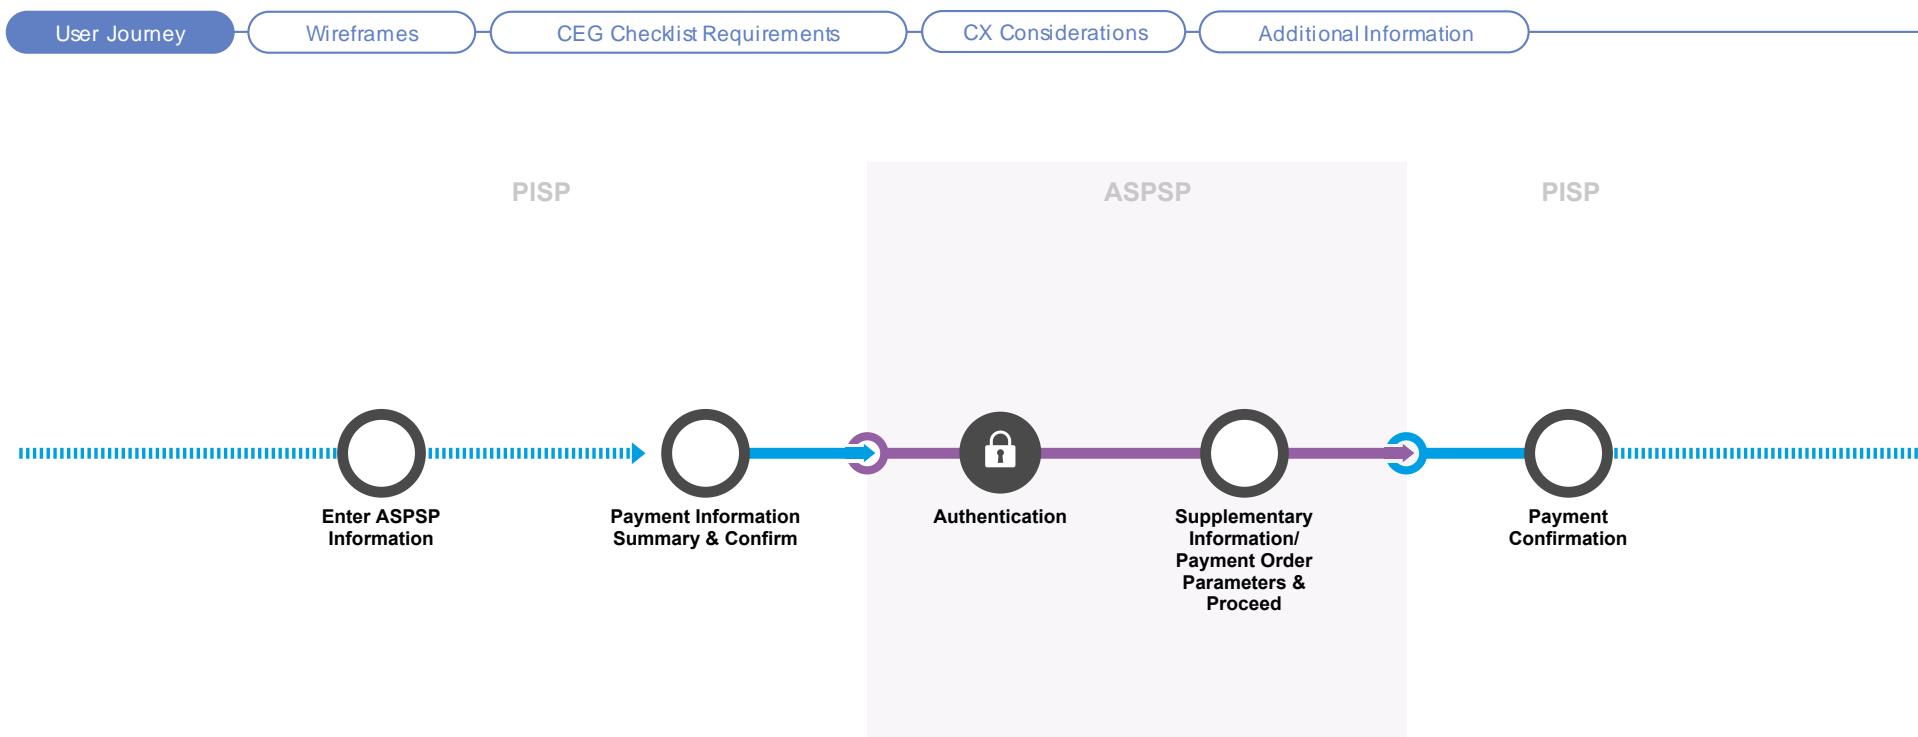 User Journey
Wireframes
CEG Checklist Requirements
CX Considerations
Additional Information
PISP
ASPSP
PISP
Enter ASPSP
Information
Payment Information
Summary & Confirm
Authentication
Supplementary
Information/
Payment Order
Parameters &
Proceed
Payment
Confirmation